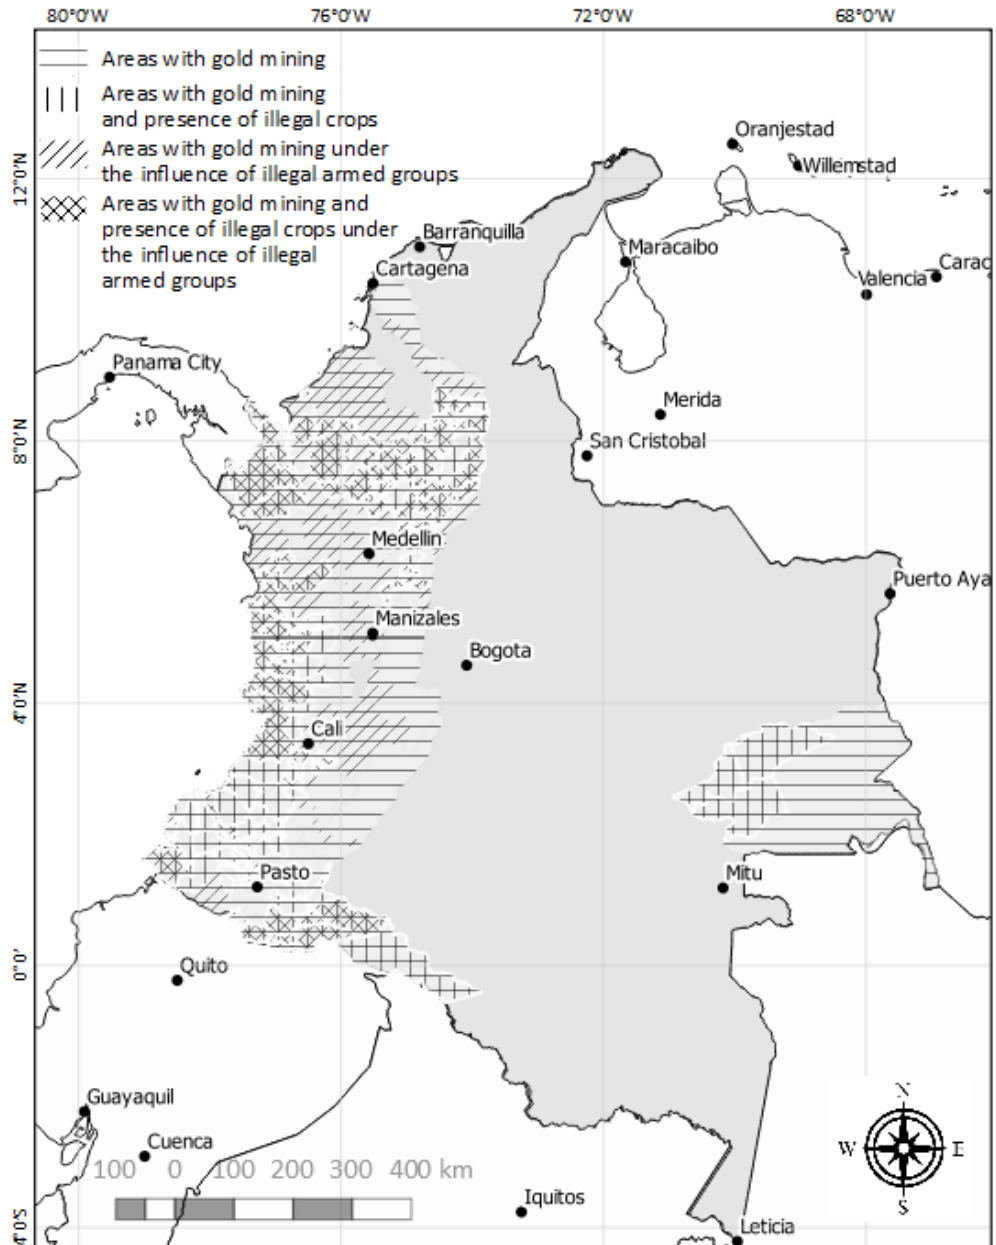 80°0'W 76°0'W 72°0'W 68°0'W
Areas with gold mining
Areas with gold mining
and presence of illegal crops
Areas with gold mining under
the influence of illegal armed groups
Areas with gold mining and
presence of illegal crops under
the influence of illegal
armed groups
12°0'N
8°0'N
4°0'N
0°0'
4°0'S
Oranjestad
Willemstad
Barranquilla
Maracaibo
Cartagena
Carac
Valencia
Panama City
Merida
San Cristobal
Medellin
Puerto Aya
Manizales
Bogota
Cali
Pasto
Mitu
Quito
Guayaquil
Cuenca
100 0 100 200 300 400 km
Iquitos
Leticia
N
W E
S